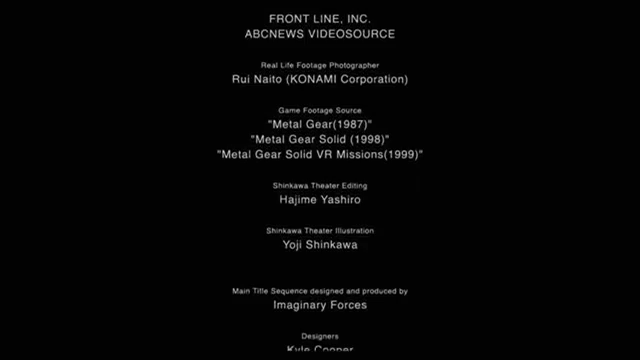 FRONT LINE, INC.
ABCNEWS VIDEOSOURCE
Real Life Footage Photographer
Rui Naito (KONAMI Corporation)
Game Footage Source
"Metal Gear(1987)"
"Metal Gear Solid (1998)"
"Metal Gear Solid VR Missions(1999)"
Shinkawa Theater Editing
Hajime Yashiro
Shinkawa Theater Illustration
Yoji Shinkawa
Main Title Sequence designed and produced by
Imaginary Forces
Designers
Kyle Cooper